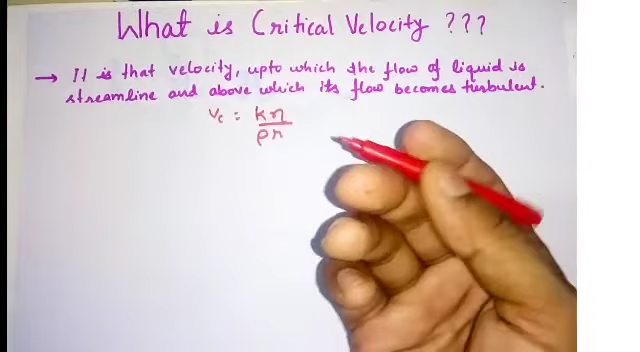 What is Critical Velocity ???
→ It is that velocity, upto which the flow of liquid is
streamline and above which its flow becomes turbulent.
Vc = kη
ρr